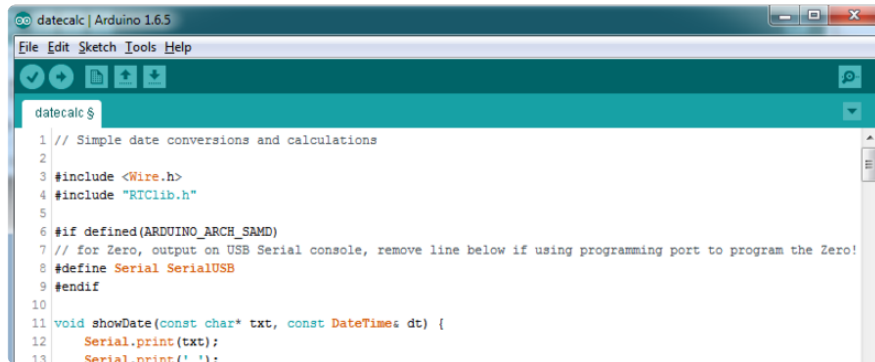 datecalc | Arduino 1.6.5
File Edit Sketch Tools Help
datecalc §
1 // Simple date conversions and calculations
2
3 #include <Wire.h>
4 #include "RTClib.h"
5
6 #if defined(ARDUINO_ARCH_SAMD)
7 // for Zero, output on USB Serial console, remove line below if using programming port to program the Zero!
8 #define Serial SerialUSB
9 #endif
10
11 void showDate(const char* txt, const DateTime& dt) {
12     Serial.print(txt);
13     Serial.print(' ');